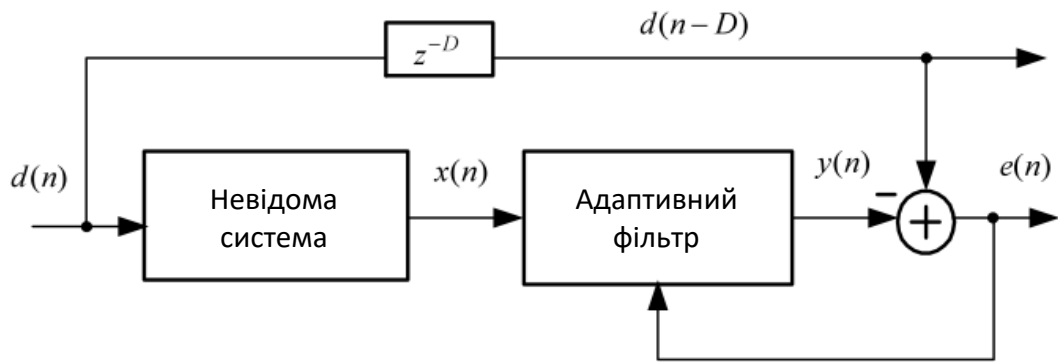 d(n−D)
z⁻ᴰ
d(n)
Невідома
система
x(n)
Адаптивний
фільтр
y(n)
−
+
e(n)